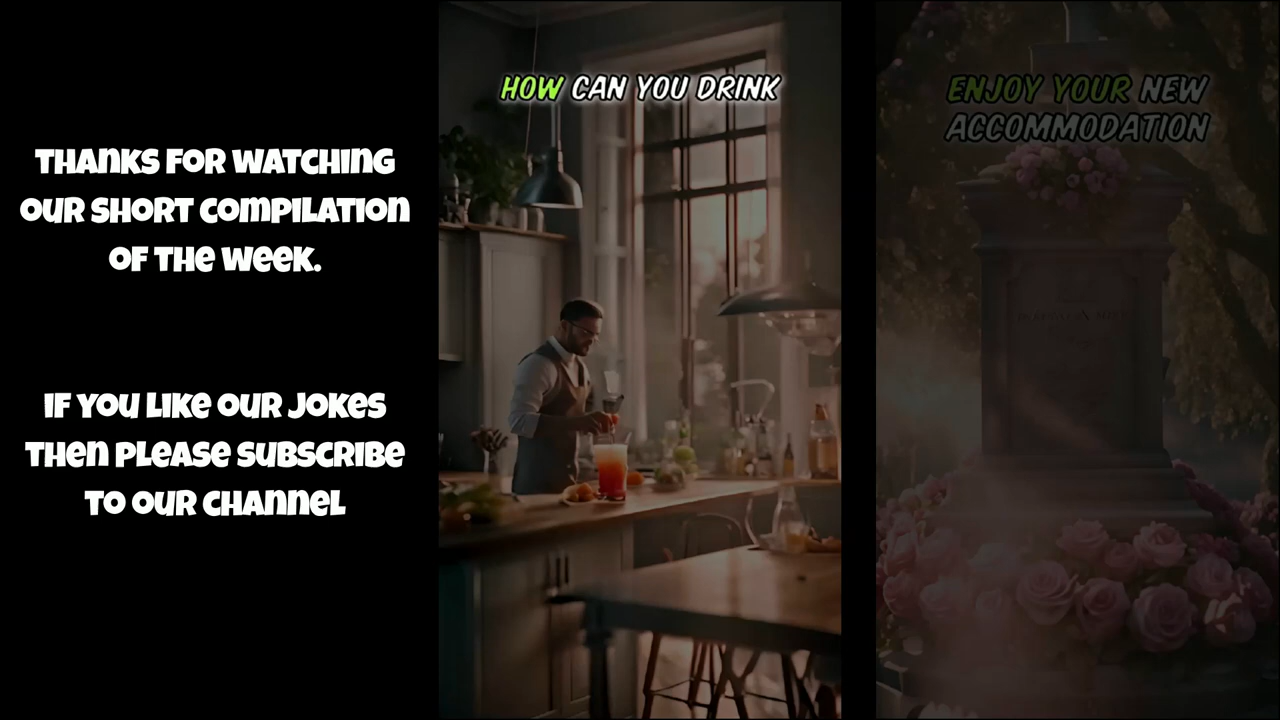 THANKS FOR WATCHING
OUR SHORT COMPILATION
OF THE WEEK.
IF YOU LIKE OUR JOKES
THEN PLEASE SUBSCRIBE
TO OUR CHANNEL
HOW CAN YOU DRINK
ENJOY YOUR NEW
ACCOMMODATION